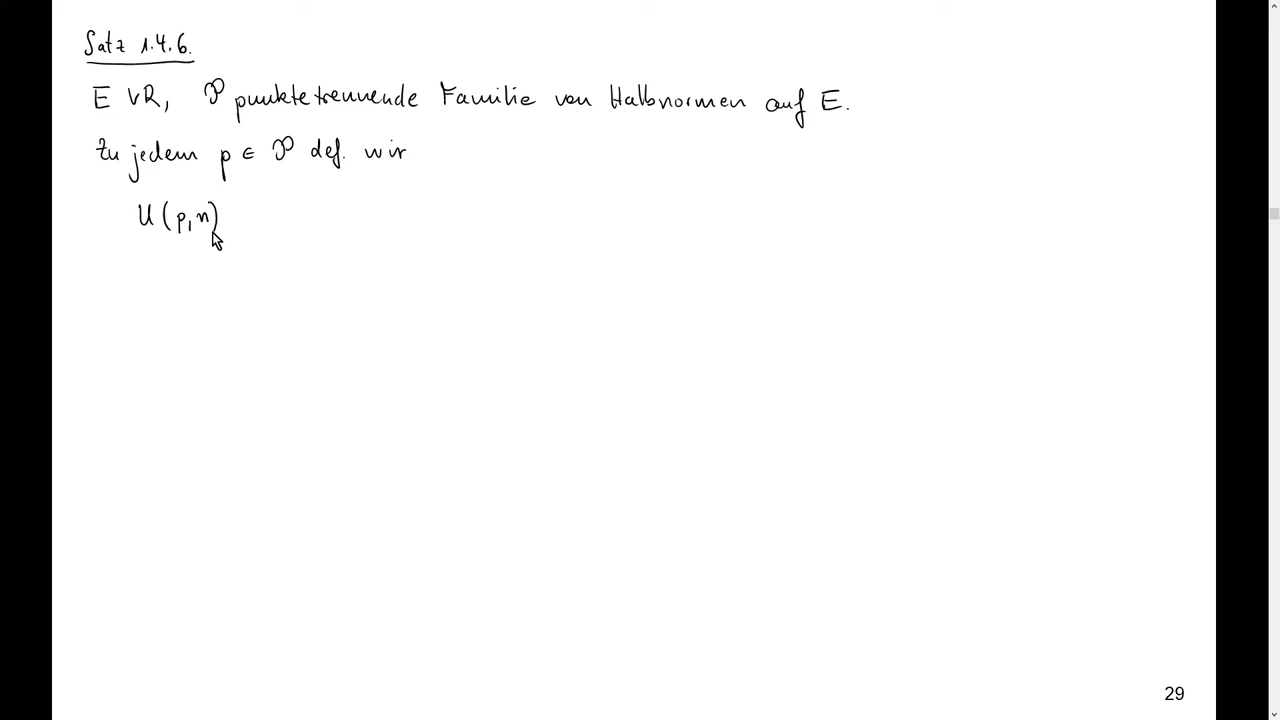 Satz 1.4.6.
E VR, 𝒫 punktetrennende Familie von Halbnormen auf E.
Zu jedem p ∈ 𝒫 def. wir
U(p,n)
29